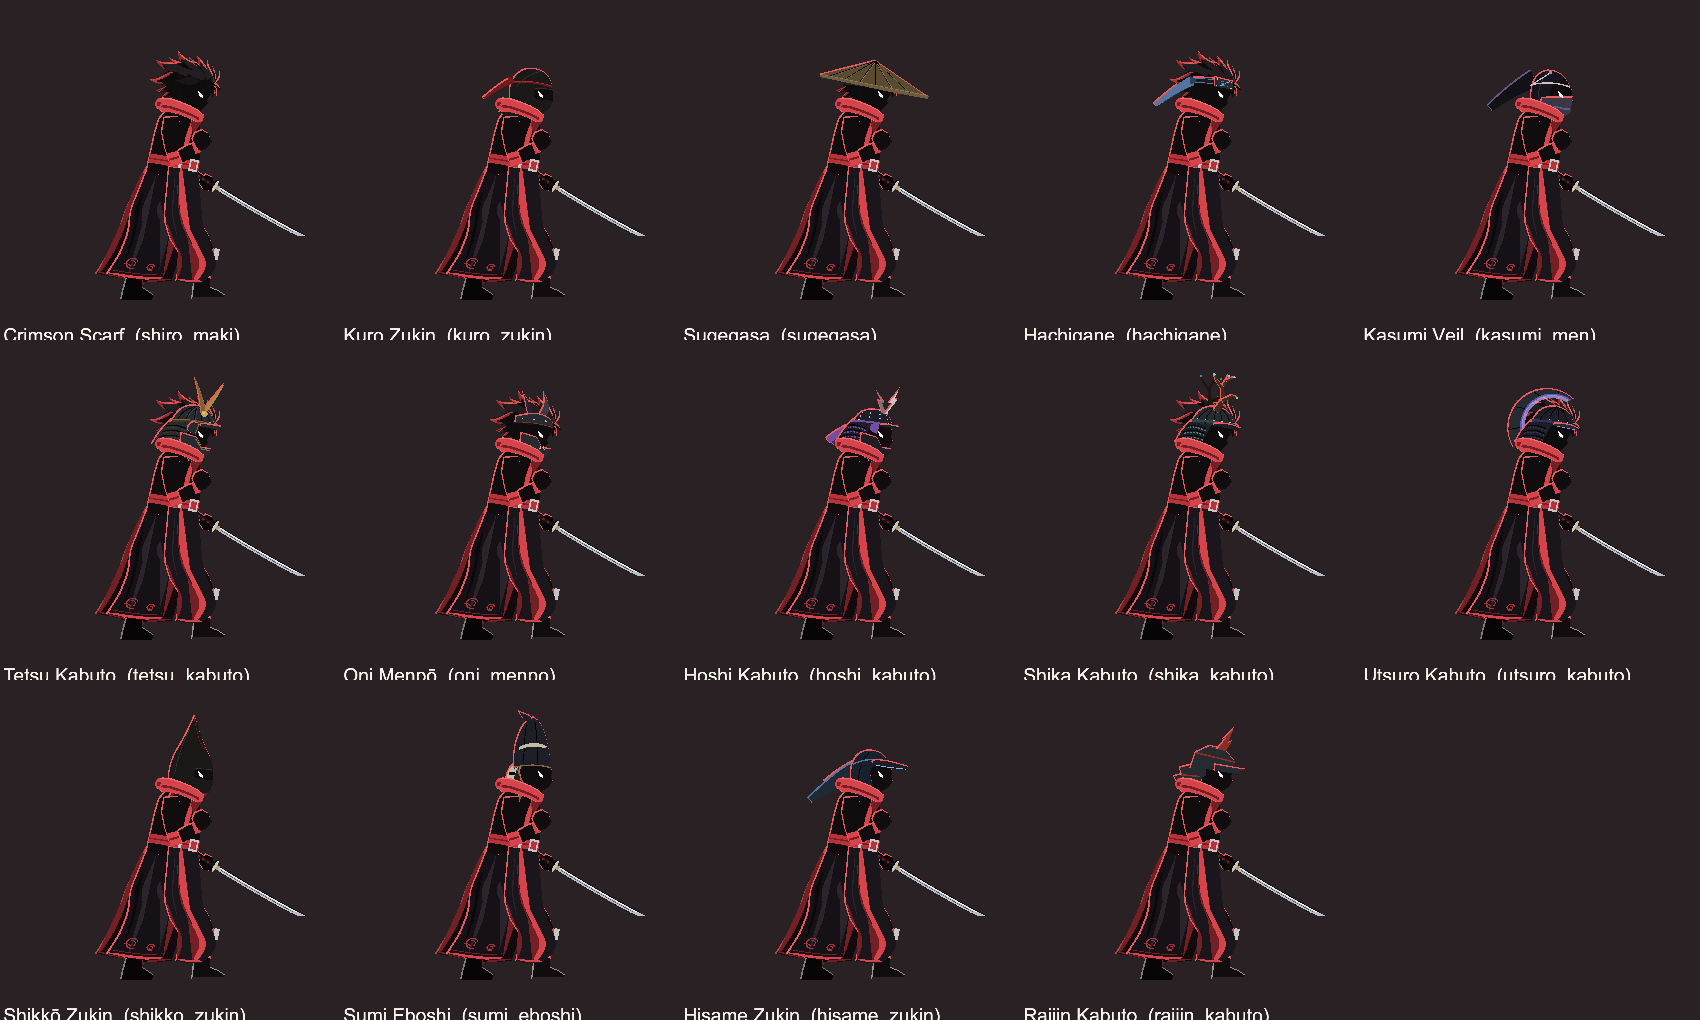 Crimson Scarf (shiro_maki)
Kuro Zukin (kuro_zukin)
Sugegasa (sugegasa)
Hachigane (hachigane)
Kasumi Veil (kasumi_men)
Tetsu Kabuto (tetsu_kabuto)
Oni Menpō (oni_menpo)
Hoshi Kabuto (hoshi_kabuto)
Shika Kabuto (shika_kabuto)
Utsuro Kabuto (utsuro_kabuto)
Shikkō Zukin (shikko_zukin)
Sumi Eboshi (sumi_eboshi)
Hisame Zukin (hisame_zukin)
Raijin Kabuto (raijin_kabuto)